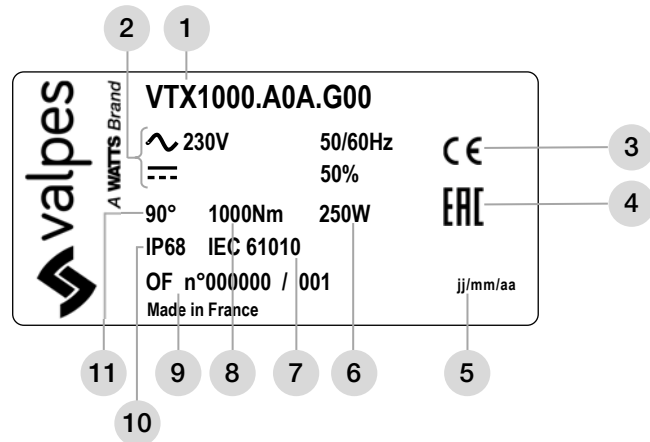 2 1
valpes
A WATTS Brand
VTX1000.A0A.G00
230V 50/60Hz
50%
90° 1000Nm 250W
IP68 IEC 61010
OF n°000000 / 001
Made in France
CE
EAC
jj/mm/aa
3
4
11 9 8 7 6 5
10